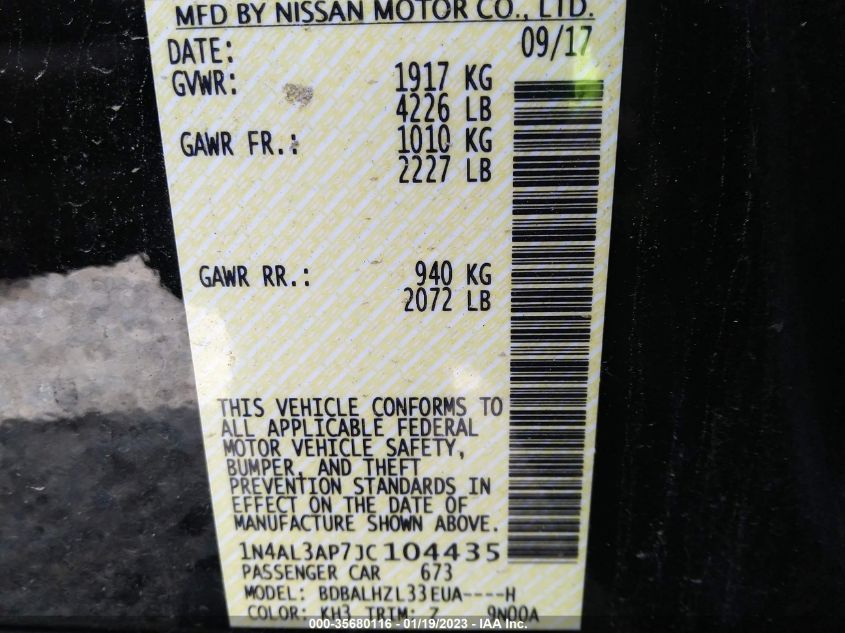 MFD BY NISSAN MOTOR CO., LTD.
DATE: 09/17
GVWR: 1917 KG
4226 LB
GAWR FR.: 1010 KG
2227 LB
GAWR RR.: 940 KG
2072 LB
THIS VEHICLE CONFORMS TO
ALL APPLICABLE FEDERAL
MOTOR VEHICLE SAFETY,
BUMPER, AND THEFT
PREVENTION STANDARDS IN
EFFECT ON THE DATE OF
MANUFACTURE SHOWN ABOVE.
1N4AL3AP7JC104435
PASSENGER CAR 673
MODEL: BDBALHZL33EUA----H
COLOR: KH3 TRIM: Z 9N00A
000-35680116 - 01/19/2023 - IAA Inc.